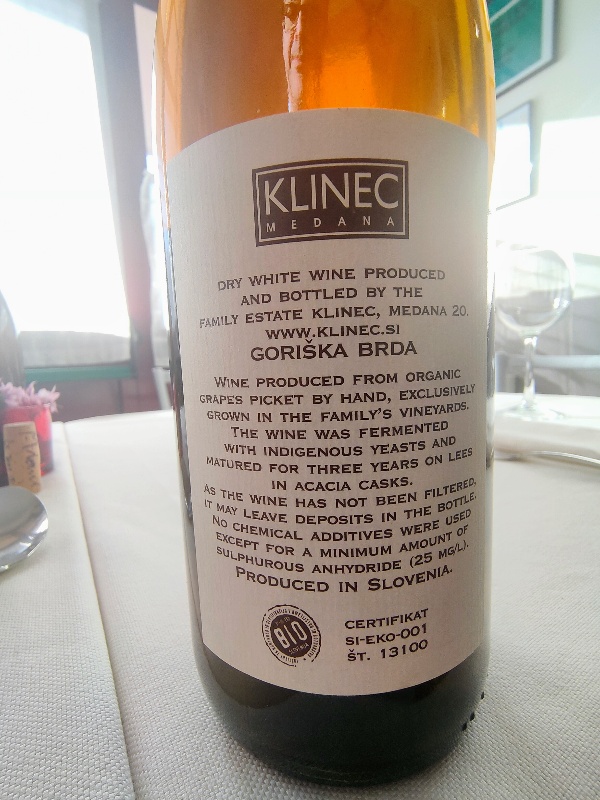 KLINEC
MEDANA
DRY WHITE WINE PRODUCED
AND BOTTLED BY THE
FAMILY ESTATE KLINEC, MEDANA 20.
WWW.KLINEC.SI
GORIŠKA BRDA
WINE PRODUCED FROM ORGANIC
GRAPES PICKET BY HAND, EXCLUSIVELY
GROWN IN THE FAMILY'S VINEYARDS.
THE WINE WAS FERMENTED
WITH INDIGENOUS YEASTS AND
MATURED FOR THREE YEARS ON LEES
IN ACACIA CASKS.
AS THE WINE HAS NOT BEEN FILTERED,
IT MAY LEAVE DEPOSITS IN THE BOTTLE.
NO CHEMICAL ADDITIVES WERE USED
EXCEPT FOR A MINIMUM AMOUNT OF
SULPHUROUS ANHYDRIDE (25 MG/L).
PRODUCED IN SLOVENIA.
BIO
CERTIFIKAT
SI-EKO-001
ŠT. 13100